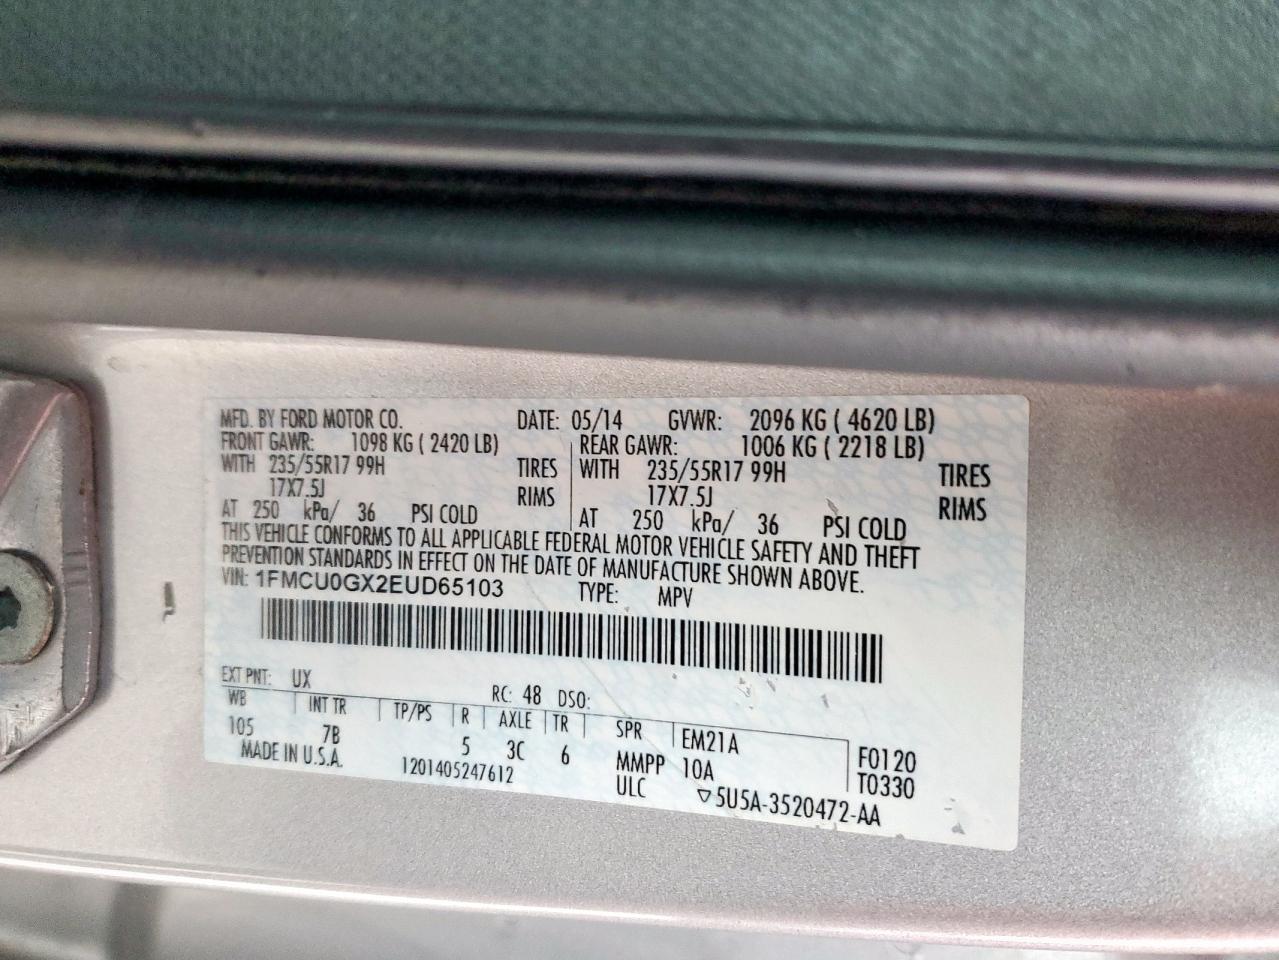 MFD. BY FORD MOTOR CO. DATE: 05/14 GVWR: 2096 KG ( 4620 LB)
FRONT GAWR: 1098 KG ( 2420 LB) REAR GAWR: 1006 KG ( 2218 LB)
WITH 235/55R17 99H TIRES WITH 235/55R17 99H TIRES
17X7.5J RIMS 17X7.5J RIMS
AT 250 kPa/ 36 PSI COLD AT 250 kPa/ 36 PSI COLD
THIS VEHICLE CONFORMS TO ALL APPLICABLE FEDERAL MOTOR VEHICLE SAFETY AND THEFT
PREVENTION STANDARDS IN EFFECT ON THE DATE OF MANUFACTURE SHOWN ABOVE.
VIN: 1FMCU0GX2EUD65103 TYPE: MPV
EXT PNT: UX RC: 48 DSO:
WB INT TR TP/PS R AXLE TR SPR EM21A F0120
105 7B 5 3C 6 MMPP 10A T0330
MADE IN U.S.A. 1201405247612 ULC ▽5U5A-3520472-AA